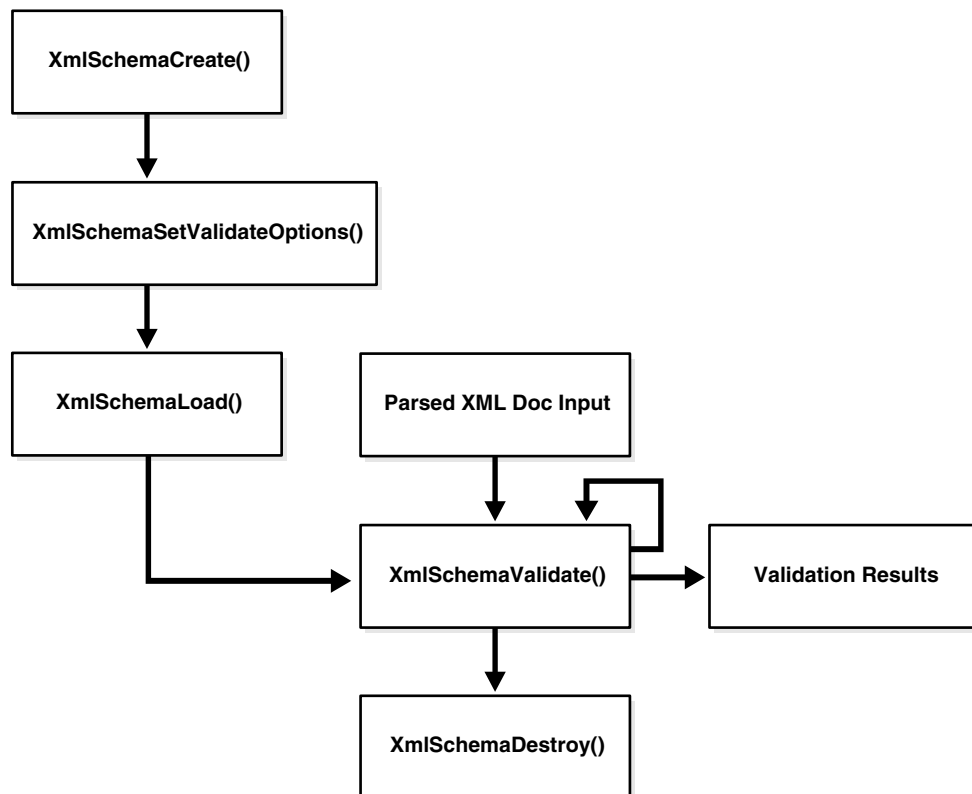 XmlSchemaCreate()
XmlSchemaSetValidateOptions()
XmlSchemaLoad()
Parsed XML Doc Input
XmlSchemaValidate()
Validation Results
XmlSchemaDestroy()